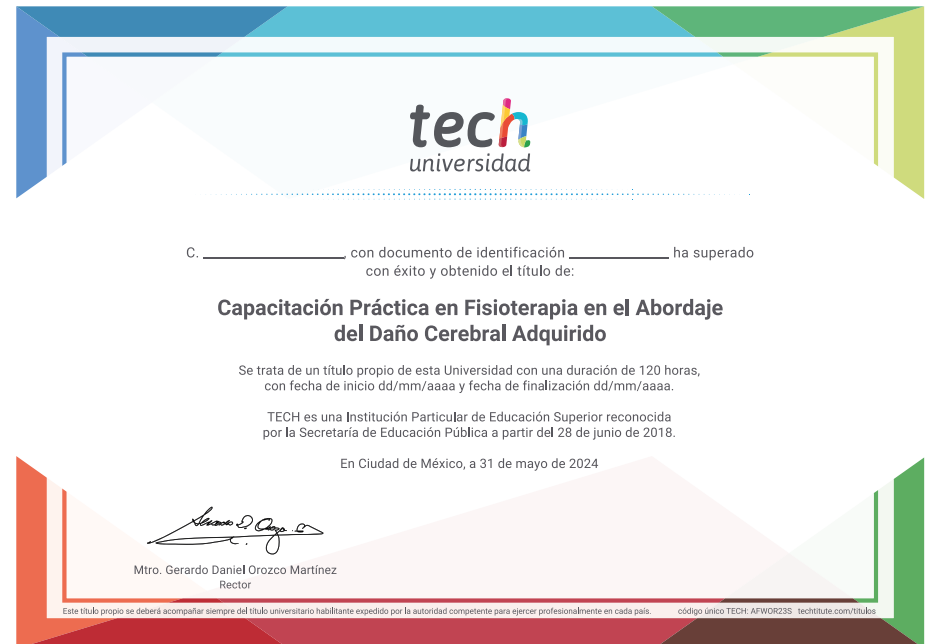 tech
universidad
C. ____________, con documento de identificación ____________ ha superado
con éxito y obtenido el título de:
Capacitación Práctica en Fisioterapia en el Abordaje
del Daño Cerebral Adquirido
Se trata de un título propio de esta Universidad con una duración de 120 horas,
con fecha de inicio dd/mm/aaaa y fecha de finalización dd/mm/aaaa.
TECH es una Institución Particular de Educación Superior reconocida
por la Secretaría de Educación Pública a partir del 28 de junio de 2018.
En Ciudad de México, a 31 de mayo de 2024
Mtro. Gerardo Daniel Orozco Martínez
Rector
Este título propio se deberá acompañar siempre del título universitario habilitante expedido por la autoridad competente para ejercer profesionalmente en cada país. código único TECH: AFWOR23S techtitute.com/titulos